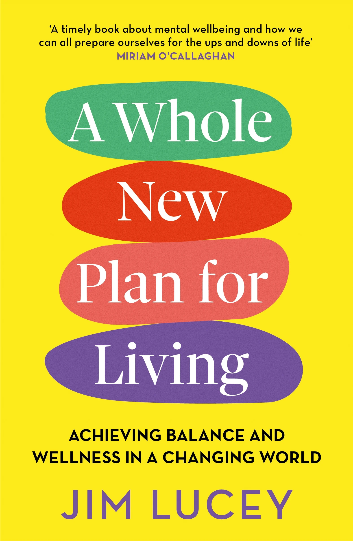 'A timely book about mental wellbeing and how we
can all prepare ourselves for the ups and downs of life'
MIRIAM O'CALLAGHAN
A Whole
New
Plan for
Living
ACHIEVING BALANCE AND
WELLNESS IN A CHANGING WORLD
JIM LUCEY